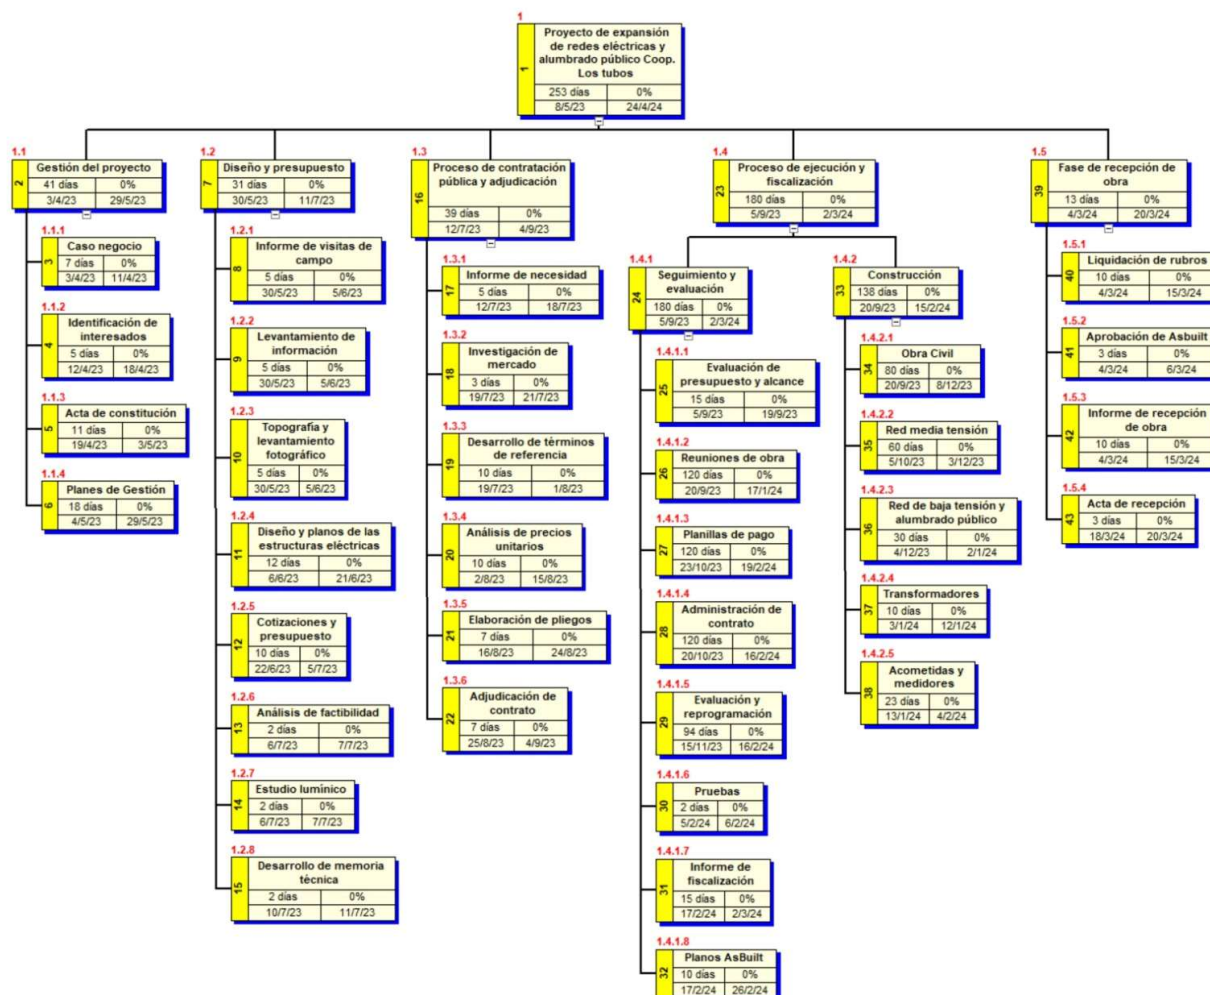 1
Proyecto de expansión
de redes eléctricas y
alumbrado público Coop.
Los tubos
1
253 días 0%
8/5/23 24/4/24
1.1
Gestión del proyecto
2
41 días 0%
3/4/23 29/5/23
1.1.1
Caso negocio
3
7 días 0%
3/4/23 11/4/23
1.1.2
Identificación de
interesados
4
5 días 0%
12/4/23 18/4/23
1.1.3
Acta de constitución
5
11 días 0%
19/4/23 3/5/23
1.1.4
Planes de Gestión
6
18 días 0%
4/5/23 29/5/23
1.2
Diseño y presupuesto
7
31 días 0%
30/5/23 11/7/23
1.2.1
Informe de visitas de
campo
8
5 días 0%
30/5/23 5/6/23
1.2.2
Levantamiento de
información
9
5 días 0%
30/5/23 5/6/23
1.2.3
Topografía y
levantamiento
fotográfico
10
5 días 0%
30/5/23 5/6/23
1.2.4
Diseño y planos de las
estructuras eléctricas
11
12 días 0%
6/6/23 21/6/23
1.2.5
Cotizaciones y
presupuesto
12
10 días 0%
22/6/23 5/7/23
1.2.6
Análisis de factibilidad
13
2 días 0%
6/7/23 7/7/23
1.2.7
Estudio lumínico
14
2 días 0%
6/7/23 7/7/23
1.2.8
Desarrollo de memoria
técnica
15
2 días 0%
10/7/23 11/7/23
1.3
Proceso de contratación
pública y adjudicación
16
39 días 0%
12/7/23 4/9/23
1.3.1
Informe de necesidad
17
5 días 0%
12/7/23 18/7/23
1.3.2
Investigación de
mercado
18
3 días 0%
19/7/23 21/7/23
1.3.3
Desarrollo de términos
de referencia
19
10 días 0%
19/7/23 1/8/23
1.3.4
Análisis de precios
unitarios
20
10 días 0%
2/8/23 15/8/23
1.3.5
Elaboración de pliegos
21
7 días 0%
16/8/23 24/8/23
1.3.6
Adjudicación de
contrato
22
7 días 0%
25/8/23 4/9/23
1.4
Proceso de ejecución y
fiscalización
23
180 días 0%
5/9/23 2/3/24
1.4.1
Seguimiento y
evaluación
24
180 días 0%
5/9/23 2/3/24
1.4.1.1
Evaluación de
presupuesto y alcance
25
15 días 0%
5/9/23 19/9/23
1.4.1.2
Reuniones de obra
26
120 días 0%
20/9/23 17/1/24
1.4.1.3
Planillas de pago
27
120 días 0%
23/10/23 19/2/24
1.4.1.4
Administración de
contrato
28
120 días 0%
20/10/23 16/2/24
1.4.1.5
Evaluación y
reprogramación
29
94 días 0%
15/11/23 16/2/24
1.4.1.6
Pruebas
30
2 días 0%
5/2/24 6/2/24
1.4.1.7
Informe de
fiscalización
31
15 días 0%
17/2/24 2/3/24
1.4.1.8
Planos AsBuilt
32
10 días 0%
17/2/24 26/2/24
1.4.2
Construcción
33
138 días 0%
20/9/23 15/2/24
1.4.2.1
Obra Civil
34
80 días 0%
20/9/23 8/12/23
1.4.2.2
Red media tensión
35
60 días 0%
5/10/23 3/12/23
1.4.2.3
Red de baja tensión y
alumbrado público
36
30 días 0%
4/12/23 2/1/24
1.4.2.4
Transformadores
37
10 días 0%
3/1/24 12/1/24
1.4.2.5
Acometidas y
medidores
38
23 días 0%
13/1/24 4/2/24
1.5
Fase de recepción de
obra
39
13 días 0%
4/3/24 20/3/24
1.5.1
Liquidación de rubros
40
10 días 0%
4/3/24 15/3/24
1.5.2
Aprobación de Asbuilt
41
3 días 0%
4/3/24 6/3/24
1.5.3
Informe de recepción
de obra
42
10 días 0%
4/3/24 15/3/24
1.5.4
Acta de recepción
43
3 días 0%
18/3/24 20/3/24